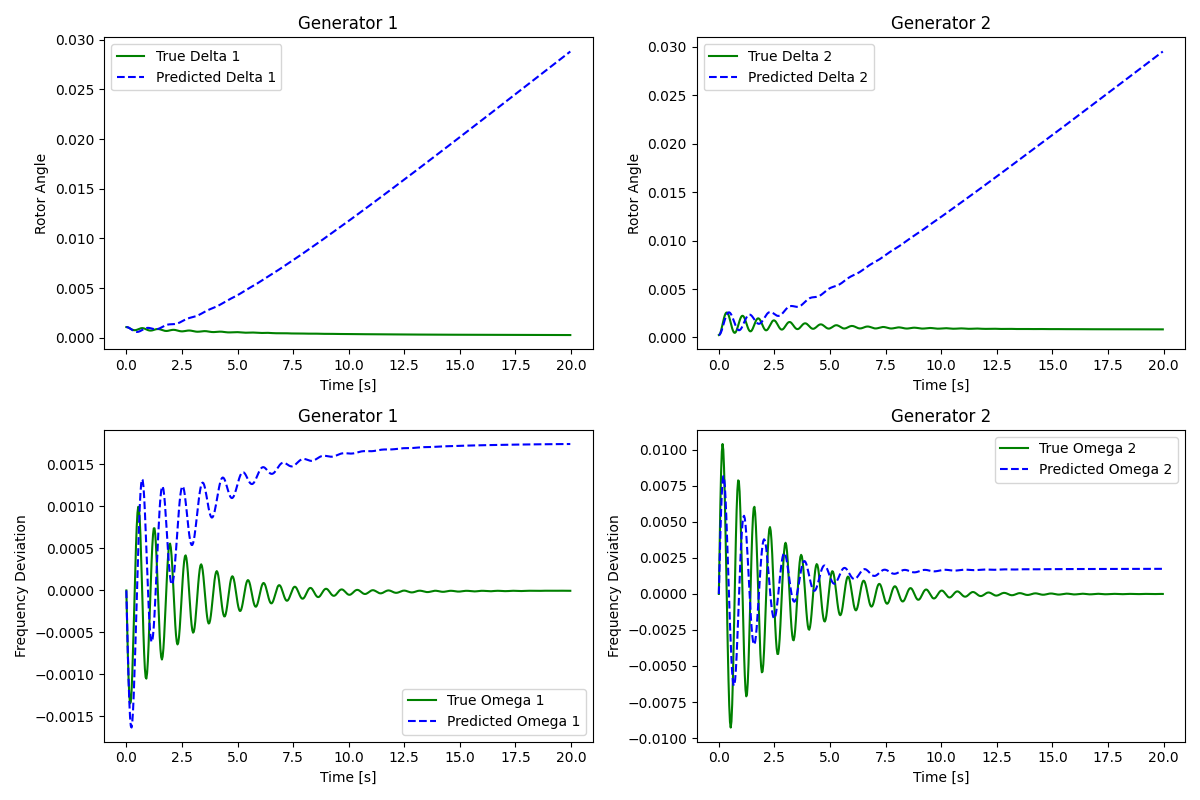 Generator 1
Rotor Angle
0.030
0.025
0.020
0.015
0.010
0.005
0.000
True Delta 1
Predicted Delta 1
0.0 2.5 5.0 7.5 10.0 12.5 15.0 17.5 20.0
Time [s]
Generator 2
Rotor Angle
0.030
0.025
0.020
0.015
0.010
0.005
0.000
True Delta 2
Predicted Delta 2
0.0 2.5 5.0 7.5 10.0 12.5 15.0 17.5 20.0
Time [s]
Generator 1
Frequency Deviation
0.0015
0.0010
0.0005
0.0000
−0.0005
−0.0010
−0.0015
True Omega 1
Predicted Omega 1
0.0 2.5 5.0 7.5 10.0 12.5 15.0 17.5 20.0
Time [s]
Generator 2
Frequency Deviation
0.0100
0.0075
0.0050
0.0025
0.0000
−0.0025
−0.0050
−0.0075
−0.0100
True Omega 2
Predicted Omega 2
0.0 2.5 5.0 7.5 10.0 12.5 15.0 17.5 20.0
Time [s]